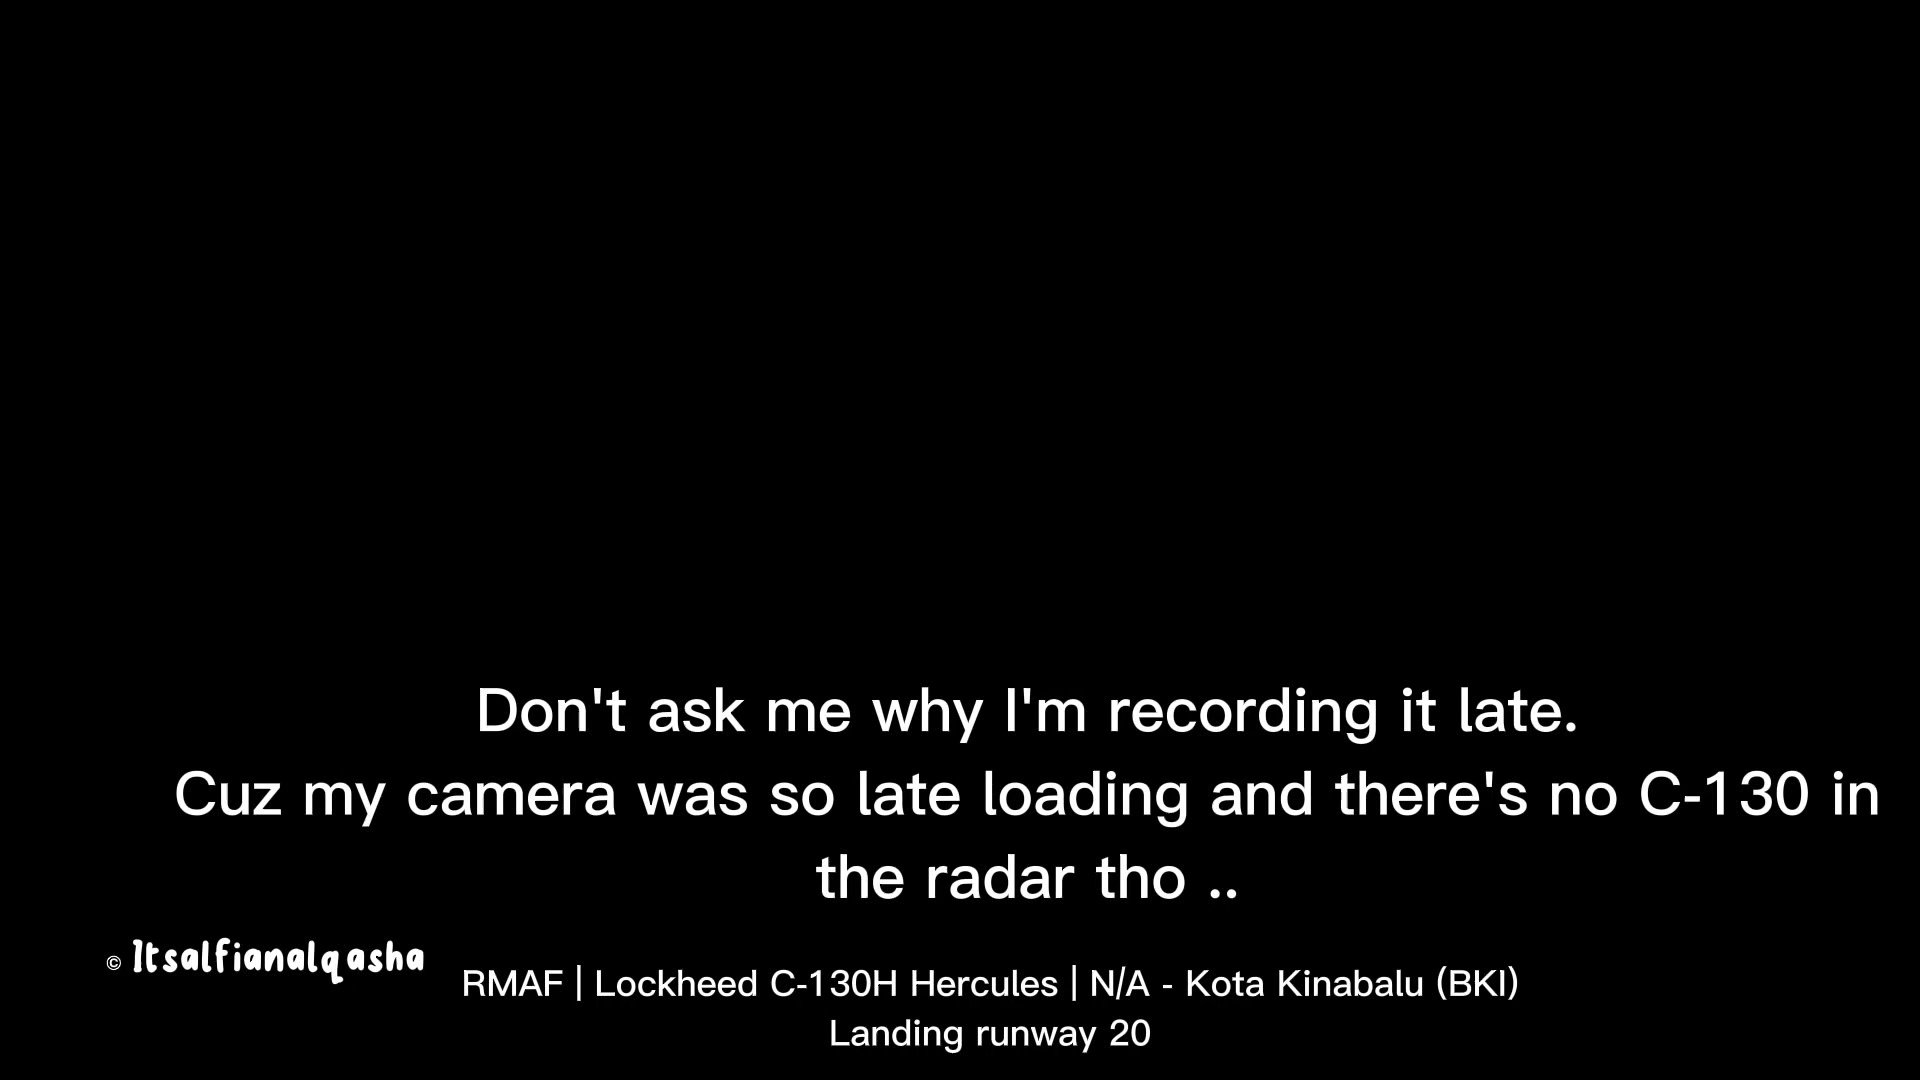 Don't ask me why I'm recording it late.
Cuz my camera was so late loading and there's no C-130 in
the radar tho ..
© Itsalfianalqasha
RMAF | Lockheed C-130H Hercules | N/A - Kota Kinabalu (BKI)
Landing runway 20